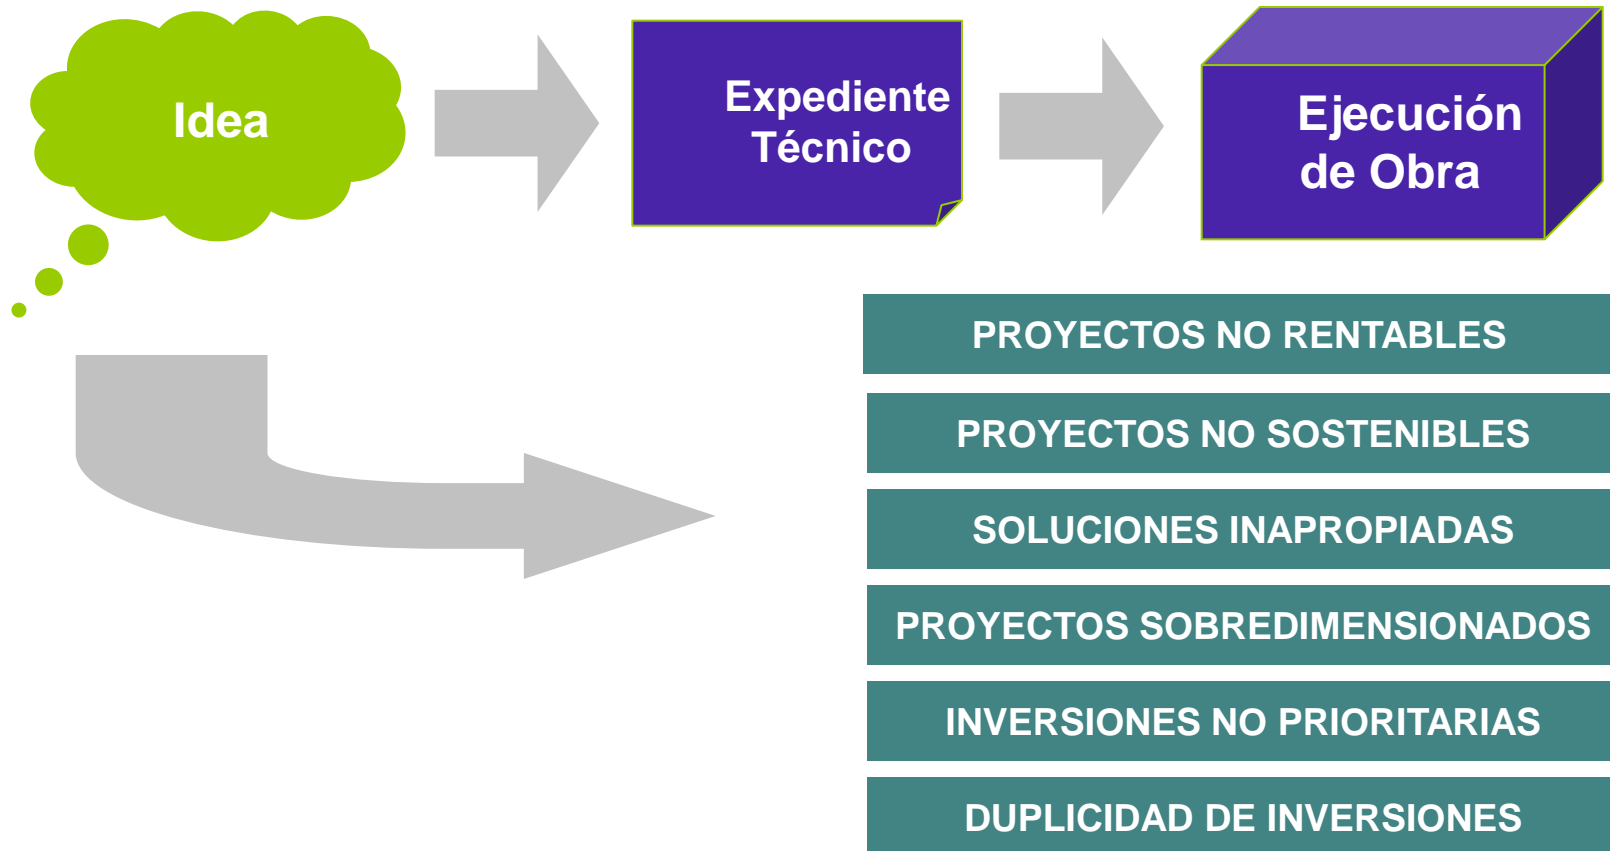 Idea
Expediente
Técnico
Ejecución
de Obra
PROYECTOS NO RENTABLES
PROYECTOS NO SOSTENIBLES
SOLUCIONES INAPROPIADAS
PROYECTOS SOBREDIMENSIONADOS
INVERSIONES NO PRIORITARIAS
DUPLICIDAD DE INVERSIONES